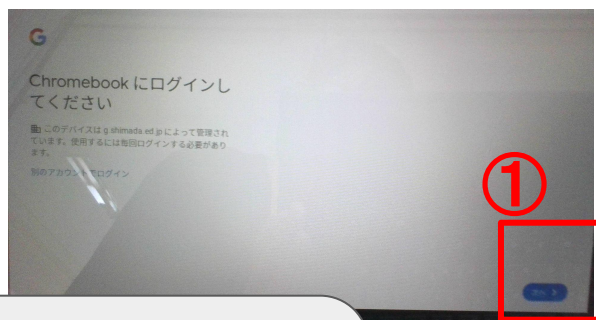 G
Chromebook にログインし
てください
このデバイスは g.shimada.ed.jp によって管理され
ています。使用するには毎回ログインする必要があり
ます。
別のアカウントでログイン
①
次へ